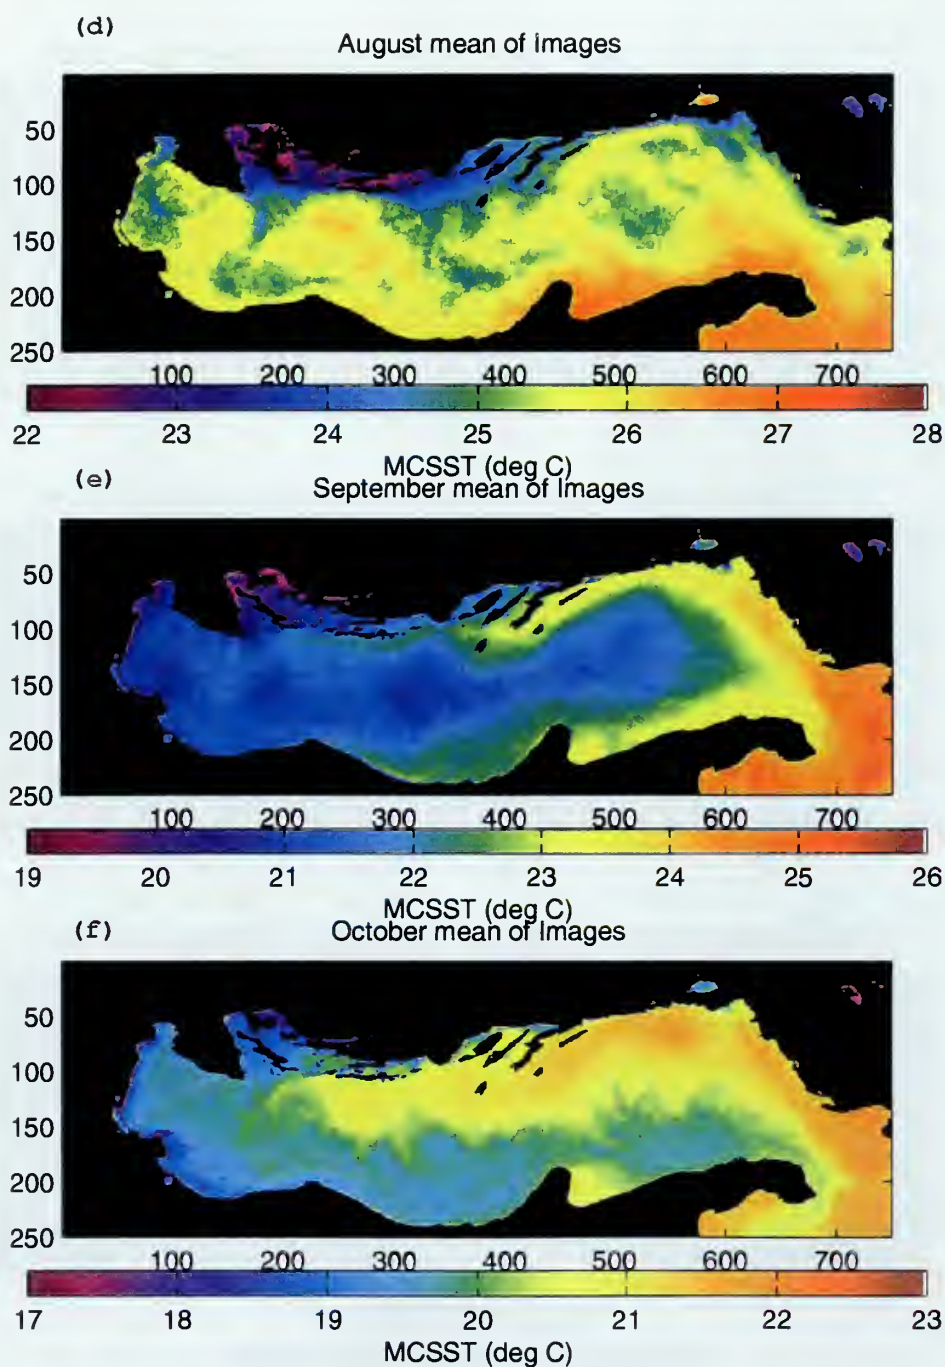 (d)
August mean of Images
50
100
150
200
250
100 200 300 400 500 600 700
22 23 24 25 26 27 28
MCSST (deg C)
(e)
September mean of Images
50
100
150
200
250
100 200 300 400 500 600 700
19 20 21 22 23 24 25 26
MCSST (deg C)
(f)
October mean of Images
50
100
150
200
250
100 200 300 400 500 600 700
17 18 19 20 21 22 23
MCSST (deg C)